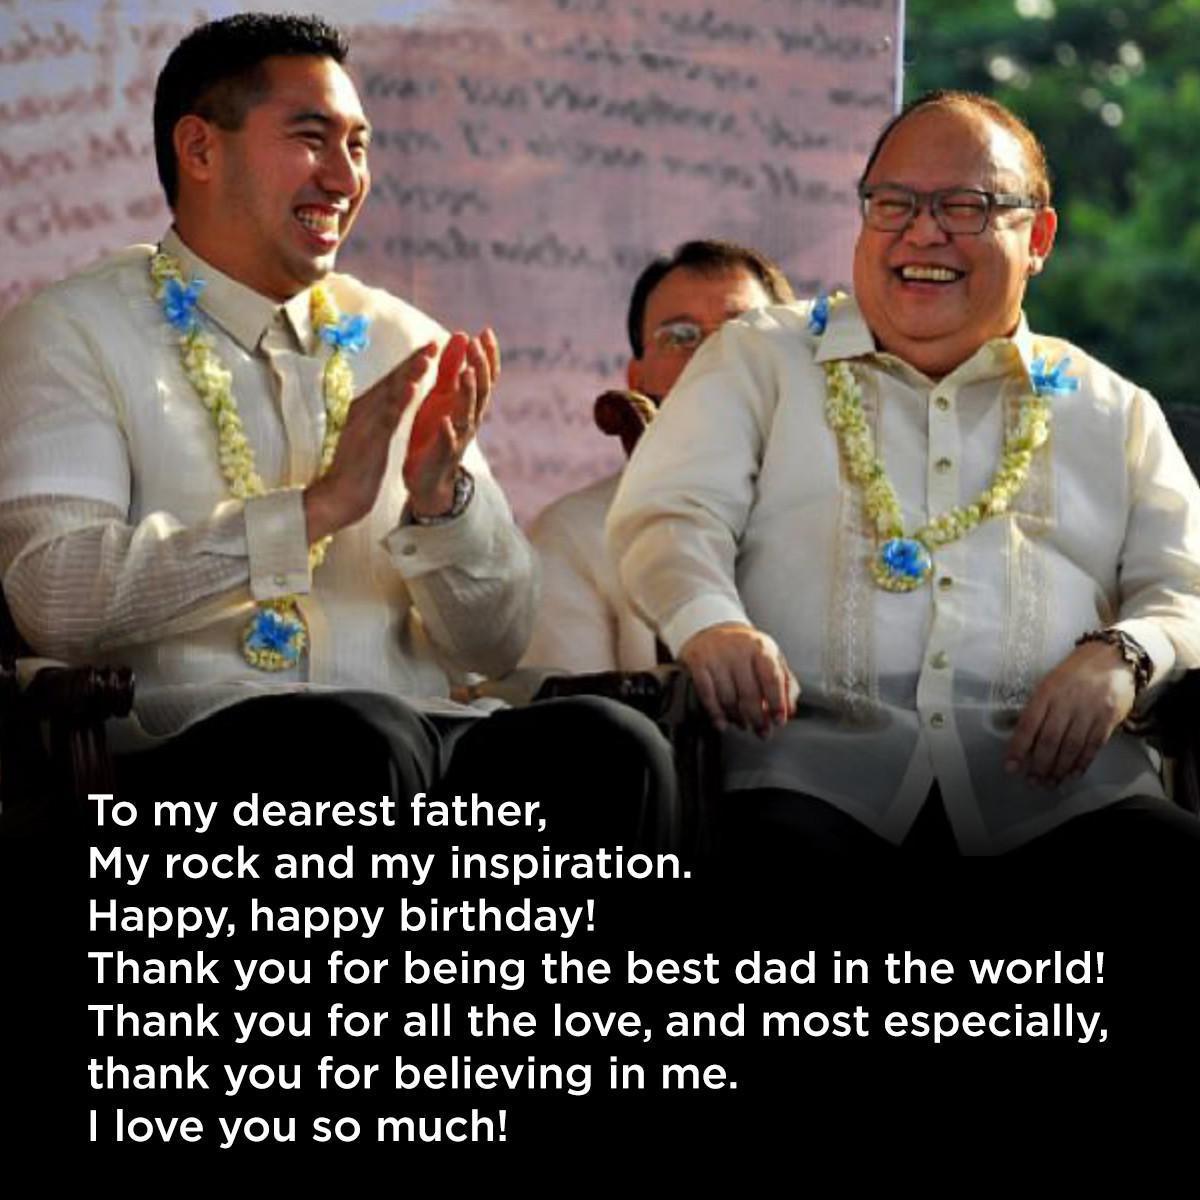 To my dearest father,
My rock and my inspiration.
Happy, happy birthday!
Thank you for being the best dad in the world!
Thank you for all the love, and most especially,
thank you for believing in me.
I love you so much!